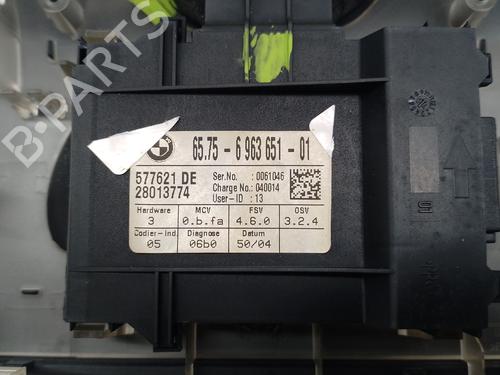 B-PARTS
BMW
65.75 - 6 963 651 - 01
577621 DE
28013774
Ser.No. : 0061046
Charge No.: 040014
User-ID : 13
Hardware MCV FSV OSV
3 0.b.fa 4.6.0 3.2.4
Codier-Ind. Diagnose Datum
05 06b0 50/04